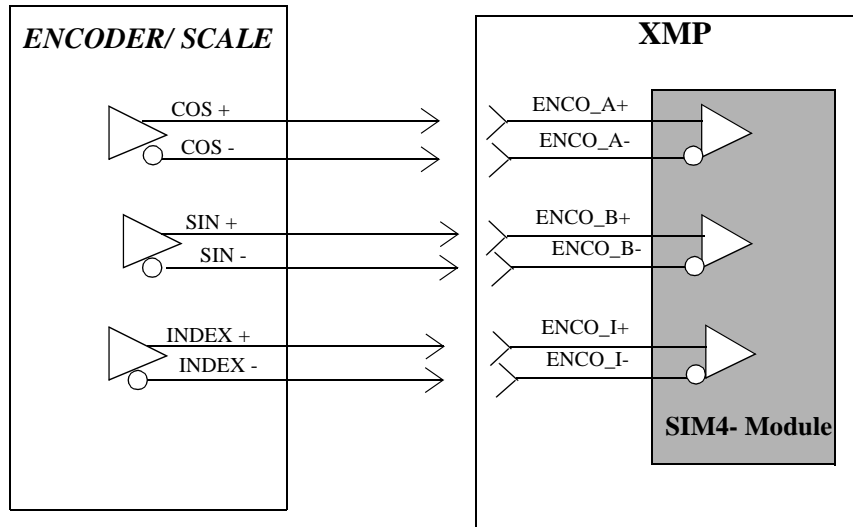 ENCODER/ SCALE
XMP
COS +
COS -
SIN +
SIN -
INDEX +
INDEX -
ENCO_A+
ENCO_A-
ENCO_B+
ENCO_B-
ENCO_I+
ENCO_I-
SIM4- Module